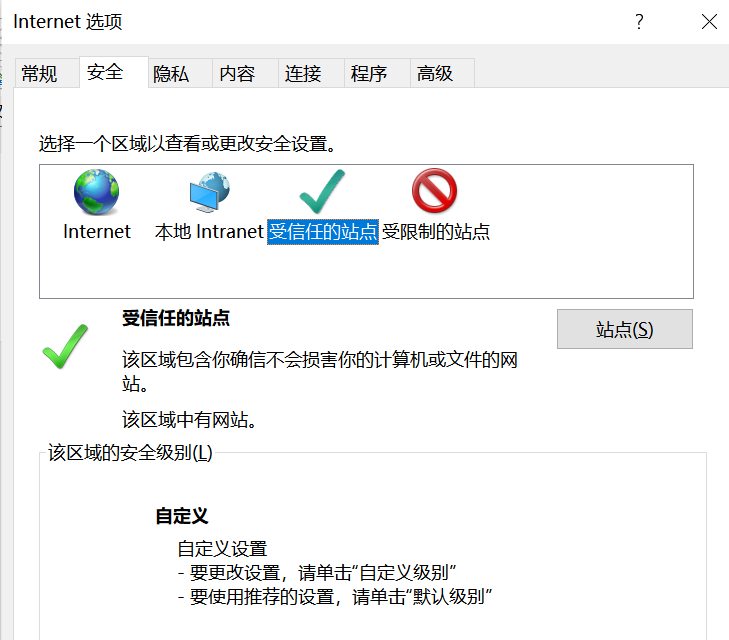 Internet 选项
?
常规 安全 隐私 内容 连接 程序 高级
选择一个区域以查看或更改安全设置。
Internet 本地 Intranet 受信任的站点 受限制的站点
受信任的站点
站点(S)
该区域包含你确信不会损害你的计算机或文件的网
站。
该区域中有网站。
该区域的安全级别(L)
自定义
自定义设置
- 要更改设置，请单击“自定义级别”
- 要使用推荐的设置，请单击“默认级别”